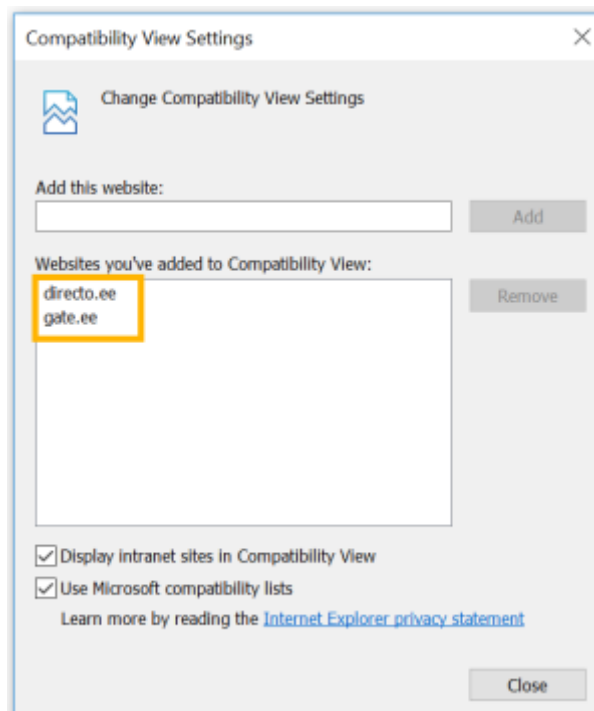 Compatibility View Settings
Change Compatibility View Settings
Add this website:
Add
Websites you've added to Compatibility View:
directo.ee
gate.ee
Remove
Display intranet sites in Compatibility View
Use Microsoft compatibility lists
Learn more by reading the Internet Explorer privacy statement
Close